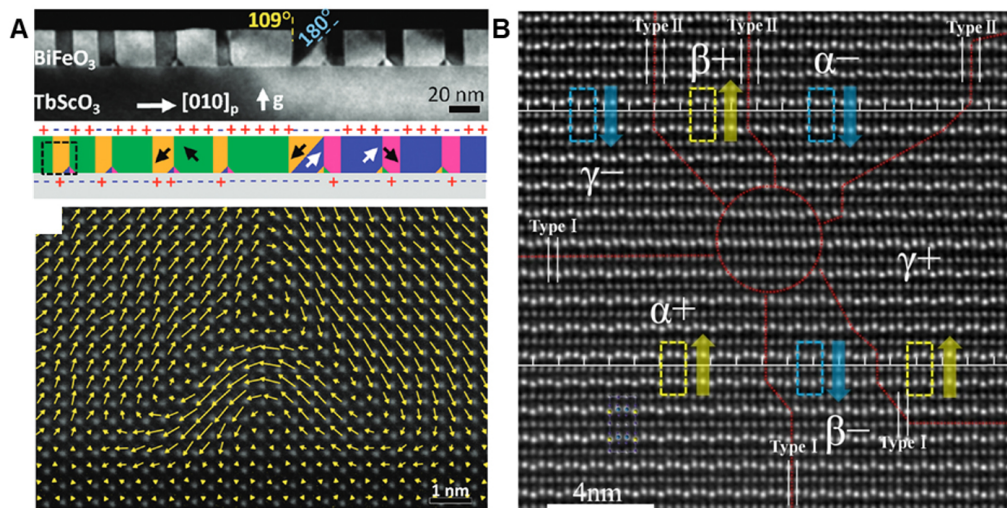 A
109°
180°
BiFeO3
TbScO3
[010]p
g
20 nm
1 nm
B
Type II
Type II
Type II
β+
α−
γ−
Type I
γ+
α+
β−
Type I
Type I
4nm